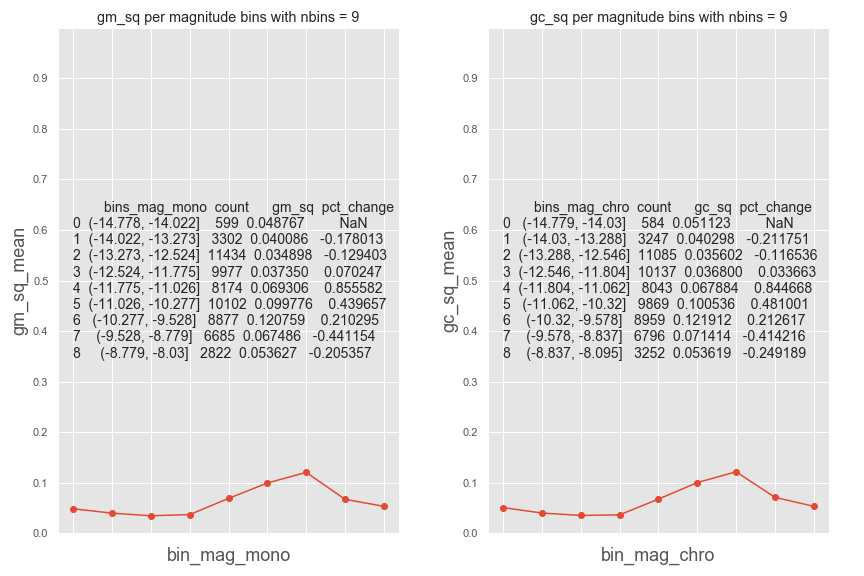 gm_sq per magnitude bins with nbins = 9
0.9
0.8
0.7
0.6
0.5
0.4
0.3
0.2
0.1
0.0
gm_sq_mean
bins_mag_mono count gm_sq pct_change
0 (-14.778, -14.022] 599 0.048767 NaN
1 (-14.022, -13.273] 3302 0.040086 -0.178013
2 (-13.273, -12.524] 11434 0.034898 -0.129403
3 (-12.524, -11.775] 9977 0.037350 0.070247
4 (-11.775, -11.026] 8174 0.069306 0.855582
5 (-11.026, -10.277] 10102 0.099776 0.439657
6 (-10.277, -9.528] 8877 0.120759 0.210295
7 (-9.528, -8.779] 6685 0.067486 -0.441154
8 (-8.779, -8.03] 2822 0.053627 -0.205357
bin_mag_mono
gc_sq per magnitude bins with nbins = 9
0.9
0.8
0.7
0.6
0.5
0.4
0.3
0.2
0.1
0.0
gc_sq_mean
bins_mag_chro count gc_sq pct_change
0 (-14.779, -14.03] 584 0.051123 NaN
1 (-14.03, -13.288] 3247 0.040298 -0.211751
2 (-13.288, -12.546] 11085 0.035602 -0.116536
3 (-12.546, -11.804] 10137 0.036800 0.033663
4 (-11.804, -11.062] 8043 0.067884 0.844668
5 (-11.062, -10.32] 9869 0.100536 0.481001
6 (-10.32, -9.578] 8959 0.121912 0.212617
7 (-9.578, -8.837] 6796 0.071414 -0.414216
8 (-8.837, -8.095] 3252 0.053619 -0.249189
bin_mag_chro